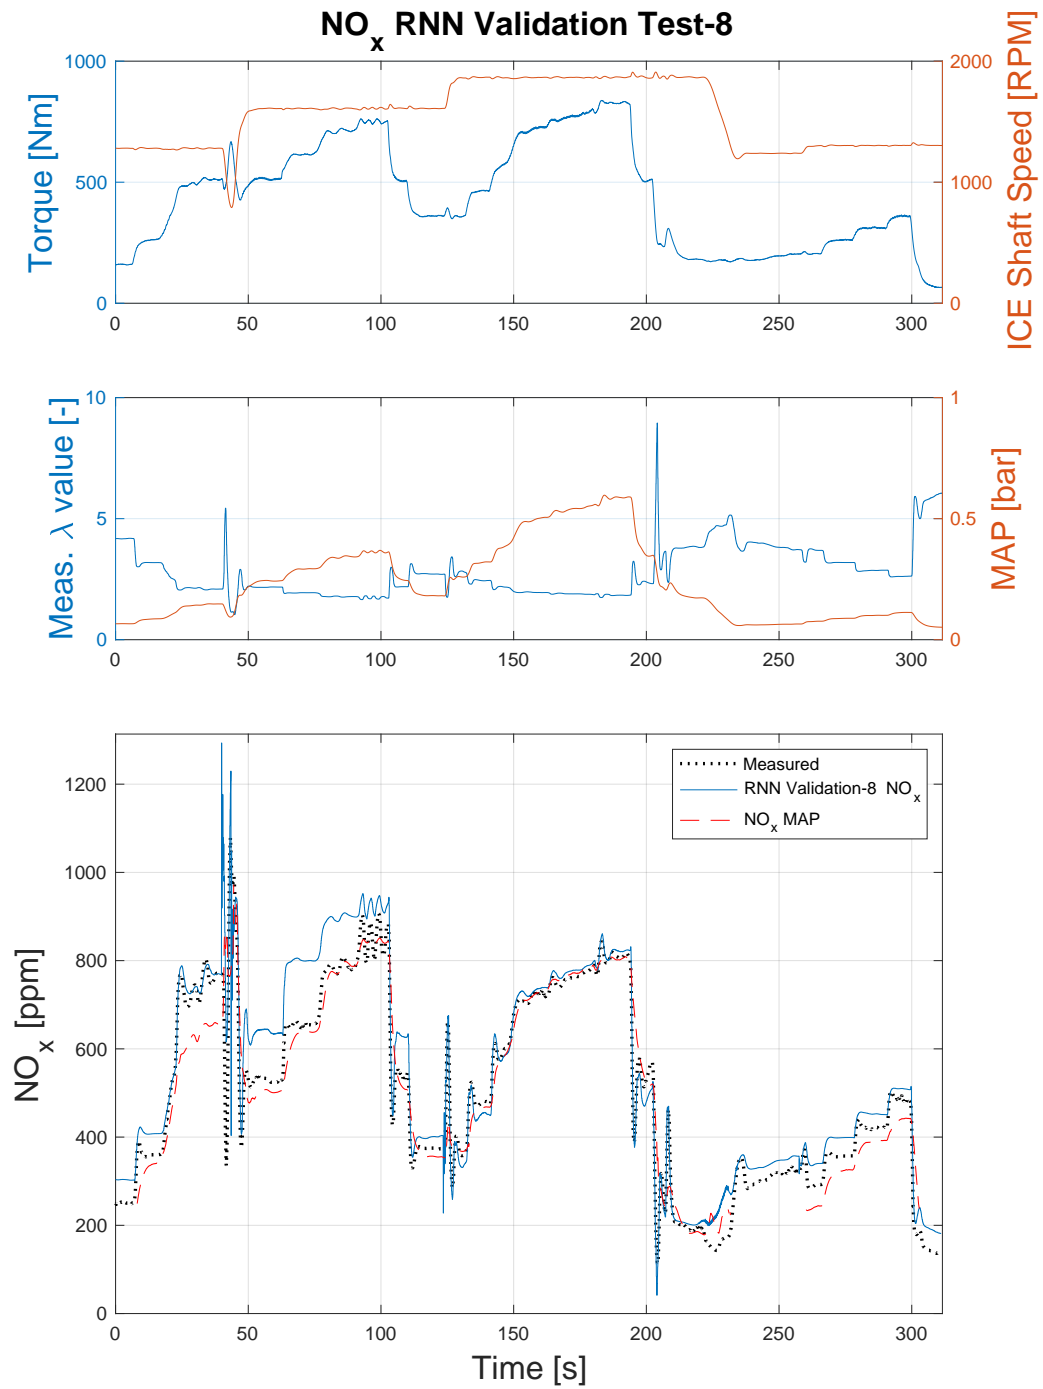 NOx RNN Validation Test-8
1000
500
0
Torque [Nm]
2000
1000
0
ICE Shaft Speed [RPM]
0 50 100 150 200 250 300
10
5
0
Meas. λ value [-]
1
0.5
0
MAP [bar]
0 50 100 150 200 250 300
Measured
RNN Validation-8 NOx
NOx MAP
1200
1000
800
600
400
200
0
NOx [ppm]
0 50 100 150 200 250 300
Time [s]